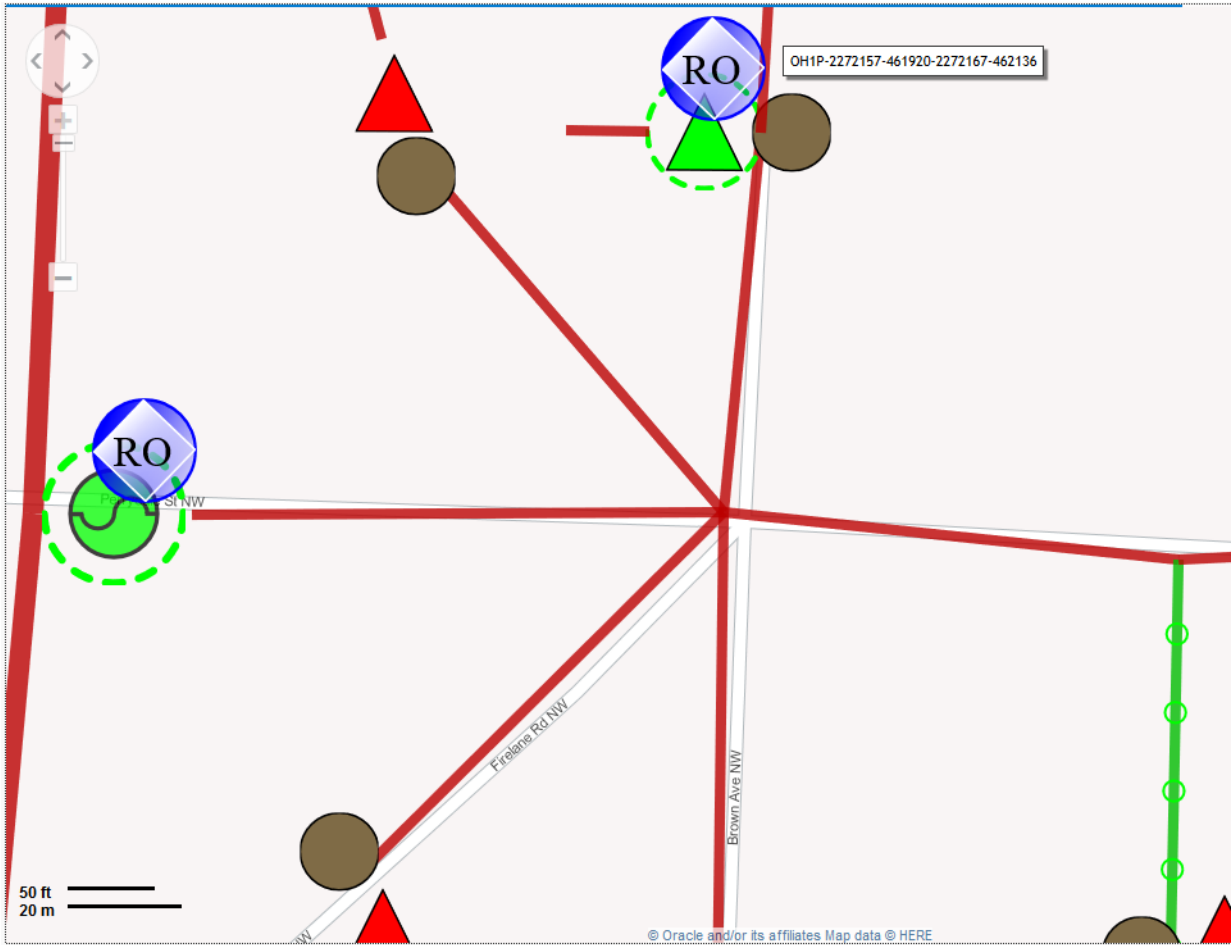 RO
OH1P-2272157-461920-2272167-462136
RO
St NW
Firelane Rd NW
Brown Ave NW
50 ft
20 m
W
© Oracle and/or its affiliates Map data © HERE